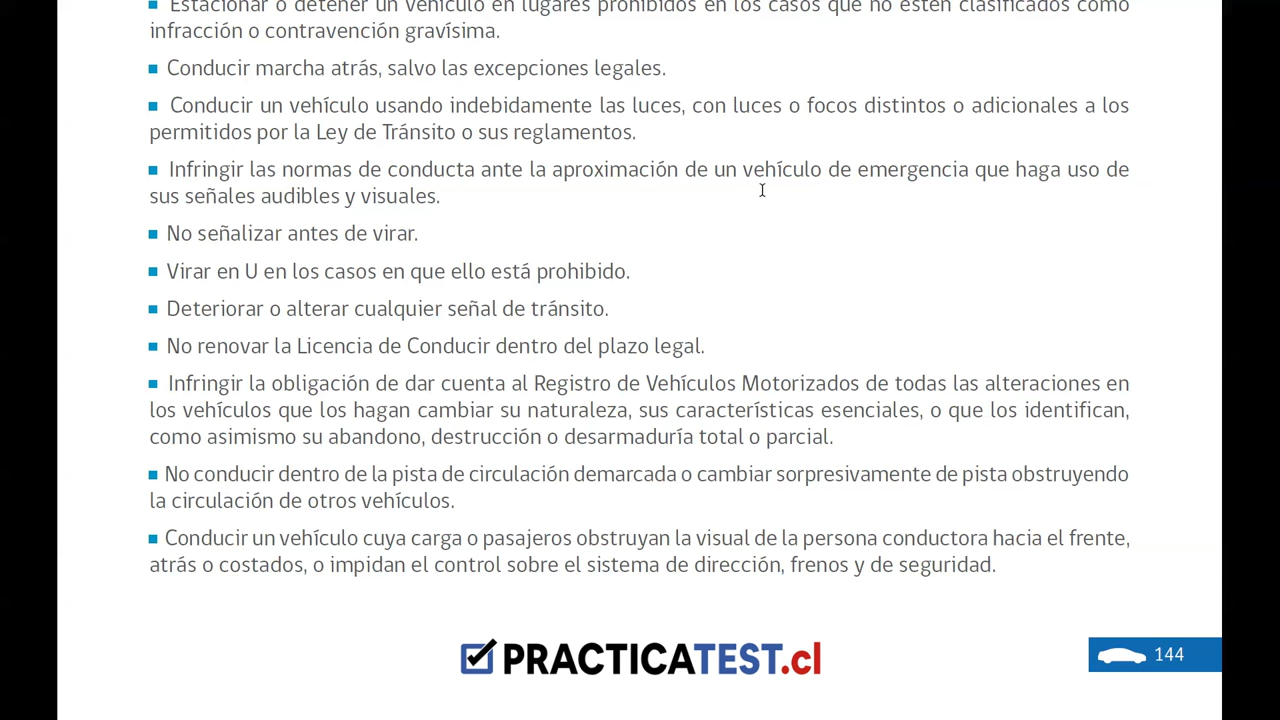 Estacionar o detener un vehículo en lugares prohibidos en los casos que no estén clasificados como
infracción o contravención gravísima.
Conducir marcha atrás, salvo las excepciones legales.
Conducir un vehículo usando indebidamente las luces, con luces o focos distintos o adicionales a los
permitidos por la Ley de Tránsito o sus reglamentos.
Infringir las normas de conducta ante la aproximación de un vehículo de emergencia que haga uso de
sus señales audibles y visuales.
No señalizar antes de virar.
Virar en U en los casos en que ello está prohibido.
Deteriorar o alterar cualquier señal de tránsito.
No renovar la Licencia de Conducir dentro del plazo legal.
Infringir la obligación de dar cuenta al Registro de Vehículos Motorizados de todas las alteraciones en
los vehículos que los hagan cambiar su naturaleza, sus características esenciales, o que los identifican,
como asimismo su abandono, destrucción o desarmaduría total o parcial.
No conducir dentro de la pista de circulación demarcada o cambiar sorpresivamente de pista obstruyendo
la circulación de otros vehículos.
Conducir un vehículo cuya carga o pasajeros obstruyan la visual de la persona conductora hacia el frente,
atrás o costados, o impidan el control sobre el sistema de dirección, frenos y de seguridad.
PRACTICATEST.cl
144